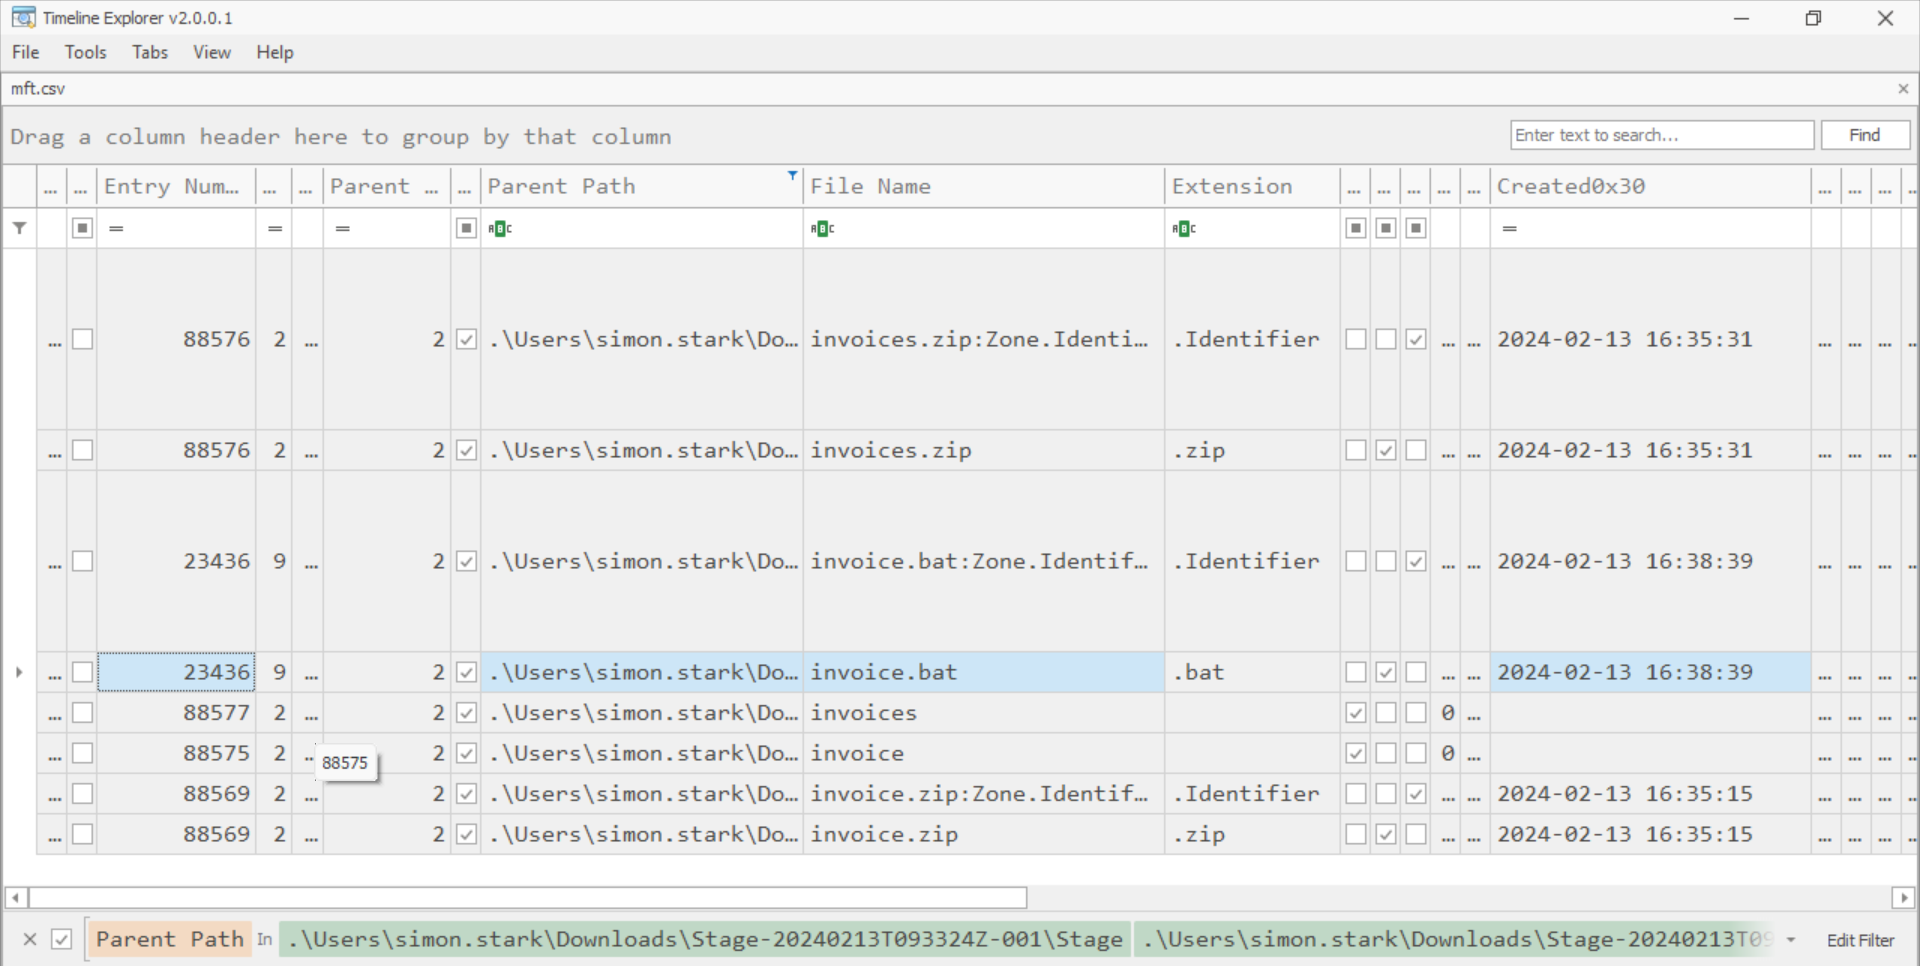 Timeline Explorer v2.0.0.1
File Tools Tabs View Help
mft.csv
Drag a column header here to group by that column
Enter text to search...
Find
... ... Entry Num... ... ... Parent ... ... Parent Path File Name Extension ... ... ... ... ... Created0x30 ... ... ... ..
= = = ABC ABC ABC =
... 88576 2 ... 2 .\Users\simon.stark\Do... invoices.zip:Zone.Identi... .Identifier ... ... 2024-02-13 16:35:31 ... ... ... ..
... 88576 2 ... 2 .\Users\simon.stark\Do... invoices.zip .zip ... ... 2024-02-13 16:35:31 ... ... ... ..
... 23436 9 ... 2 .\Users\simon.stark\Do... invoice.bat:Zone.Identif... .Identifier ... ... 2024-02-13 16:38:39 ... ... ... ..
... 23436 9 ... 2 .\Users\simon.stark\Do... invoice.bat .bat ... ... 2024-02-13 16:38:39 ... ... ... ..
... 88577 2 ... 2 .\Users\simon.stark\Do... invoices 0 ... ... ... ... ..
... 88575 2 .. 2 .\Users\simon.stark\Do... invoice 0 ... ... ... ... ..
88575
... 88569 2 ... 2 .\Users\simon.stark\Do... invoice.zip:Zone.Identif... .Identifier ... ... 2024-02-13 16:35:15 ... ... ... ..
... 88569 2 ... 2 .\Users\simon.stark\Do... invoice.zip .zip ... ... 2024-02-13 16:35:15 ... ... ... ..
Parent Path In .\Users\simon.stark\Downloads\Stage-20240213T093324Z-001\Stage .\Users\simon.stark\Downloads\Stage-20240213T09 Edit Filter